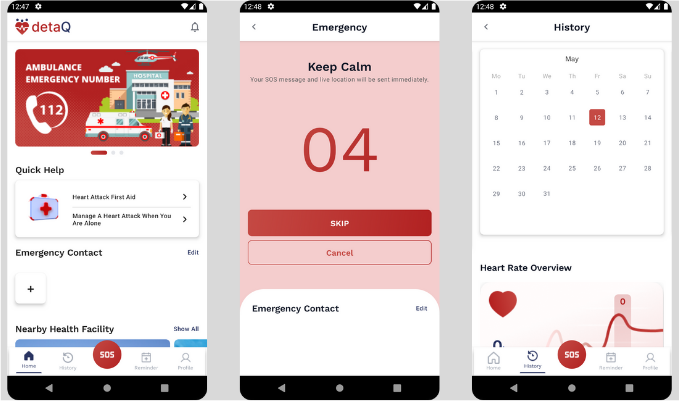 12:47
detaQ
AMBULANCE
EMERGENCY NUMBER
112
HOSPITAL
Quick Help
Heart Attack First Aid
Manage A Heart Attack When You
Are Alone
Emergency Contact
Edit
+
Nearby Health Facility
Show All
Home
History
SOS
Reminder
Profile
12:48
Emergency
Keep Calm
Your SOS message and live location will be sent immediately.
04
SKIP
Cancel
Emergency Contact
Edit
12:48
History
May
Mo Tu We Th Fr Sa Su
1 2 3 4 5 6 7
8 9 10 11 12 13 14
15 16 17 18 19 20 21
22 23 24 25 26 27 28
29 30 31
Heart Rate Overview
0
0
Home
History
SOS
Reminder
Profile